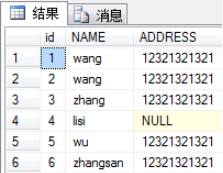 结果 消息
id NAME ADDRESS
1 1 wang 12321321321
2 2 wang 12321321321
3 3 zhang 12321321321
4 4 lisi NULL
5 5 wu 12321321321
6 6 zhangsan 12321321321